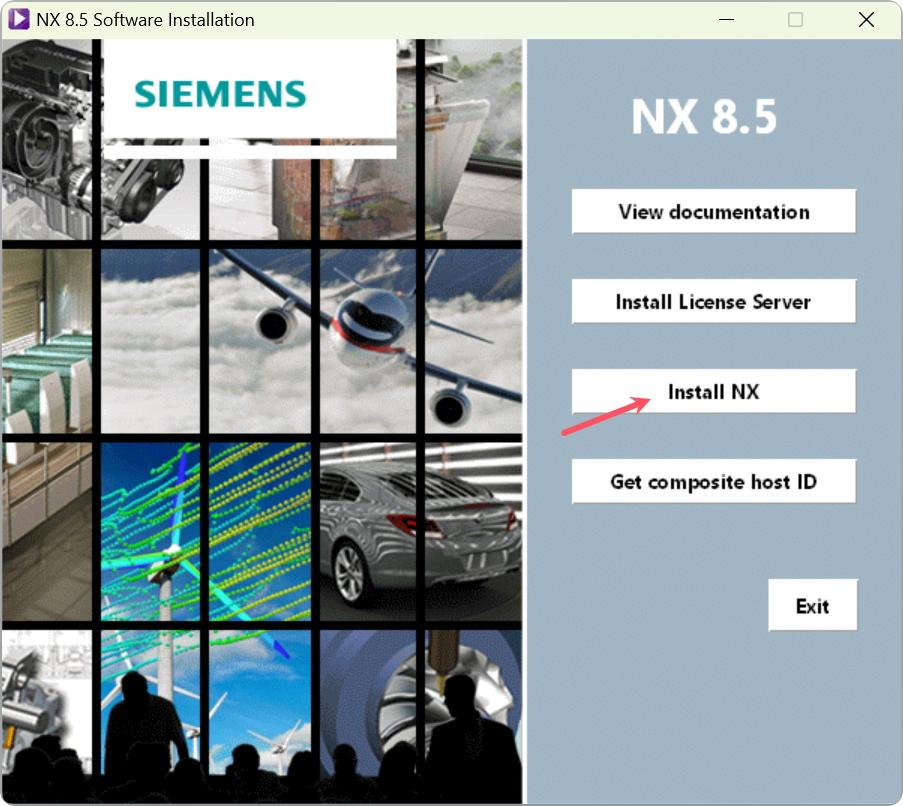 NX 8.5 Software Installation
SIEMENS
NX 8.5
View documentation
Install License Server
Install NX
Get composite host ID
Exit